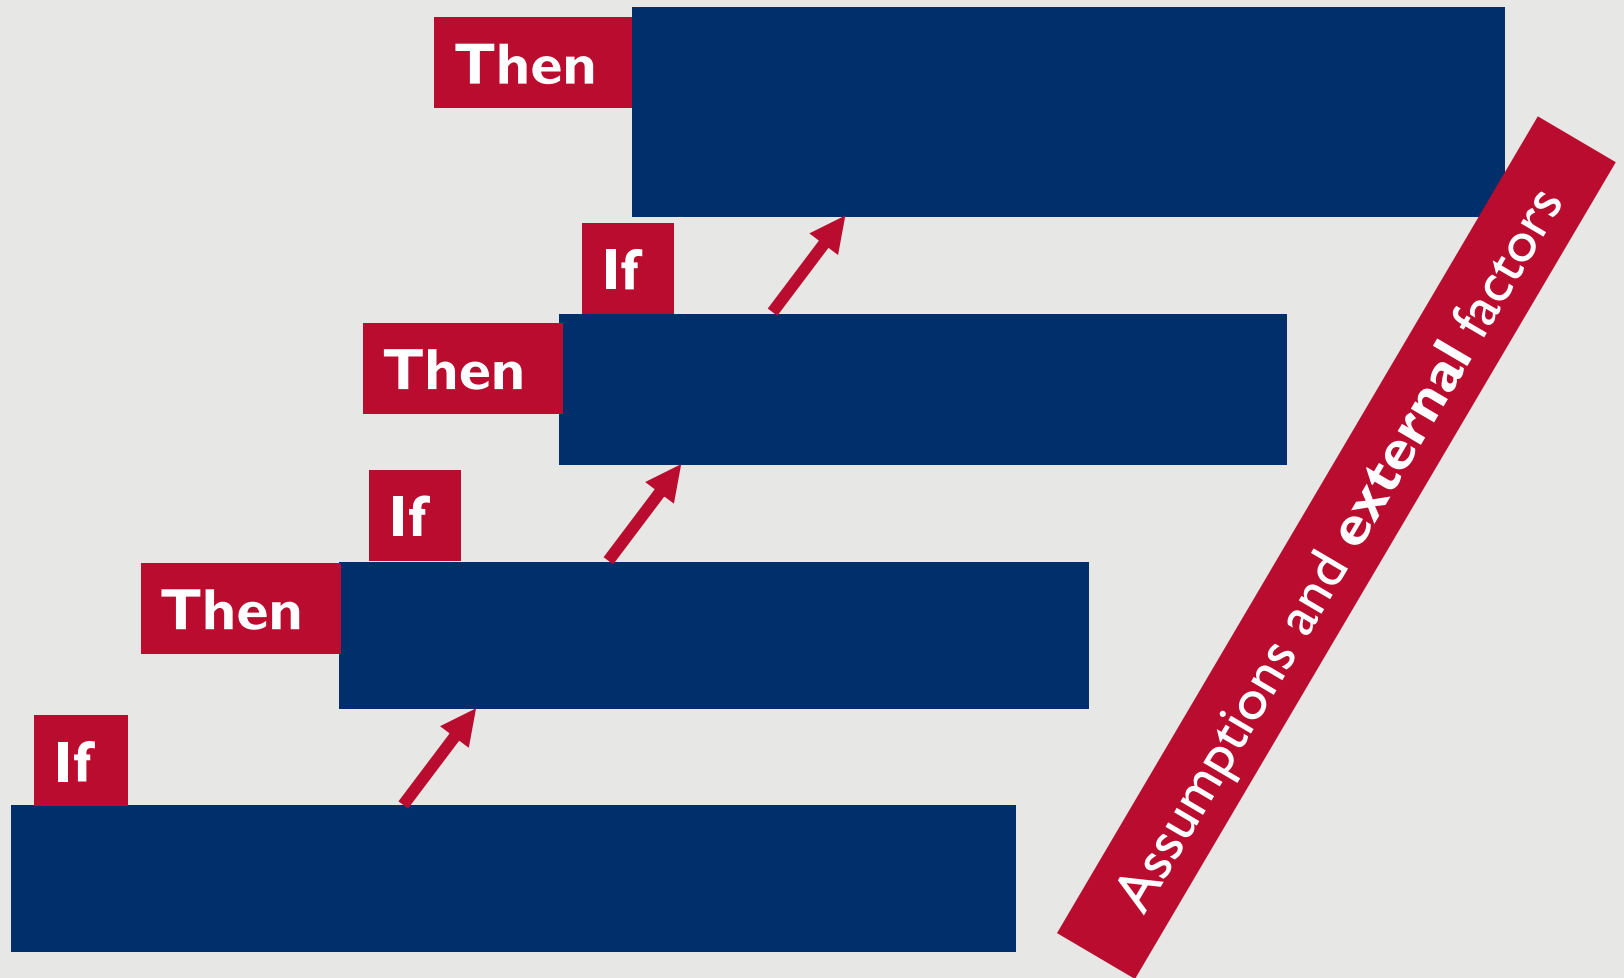 Then
If
Then
If
Then
If
Assumptions and external factors